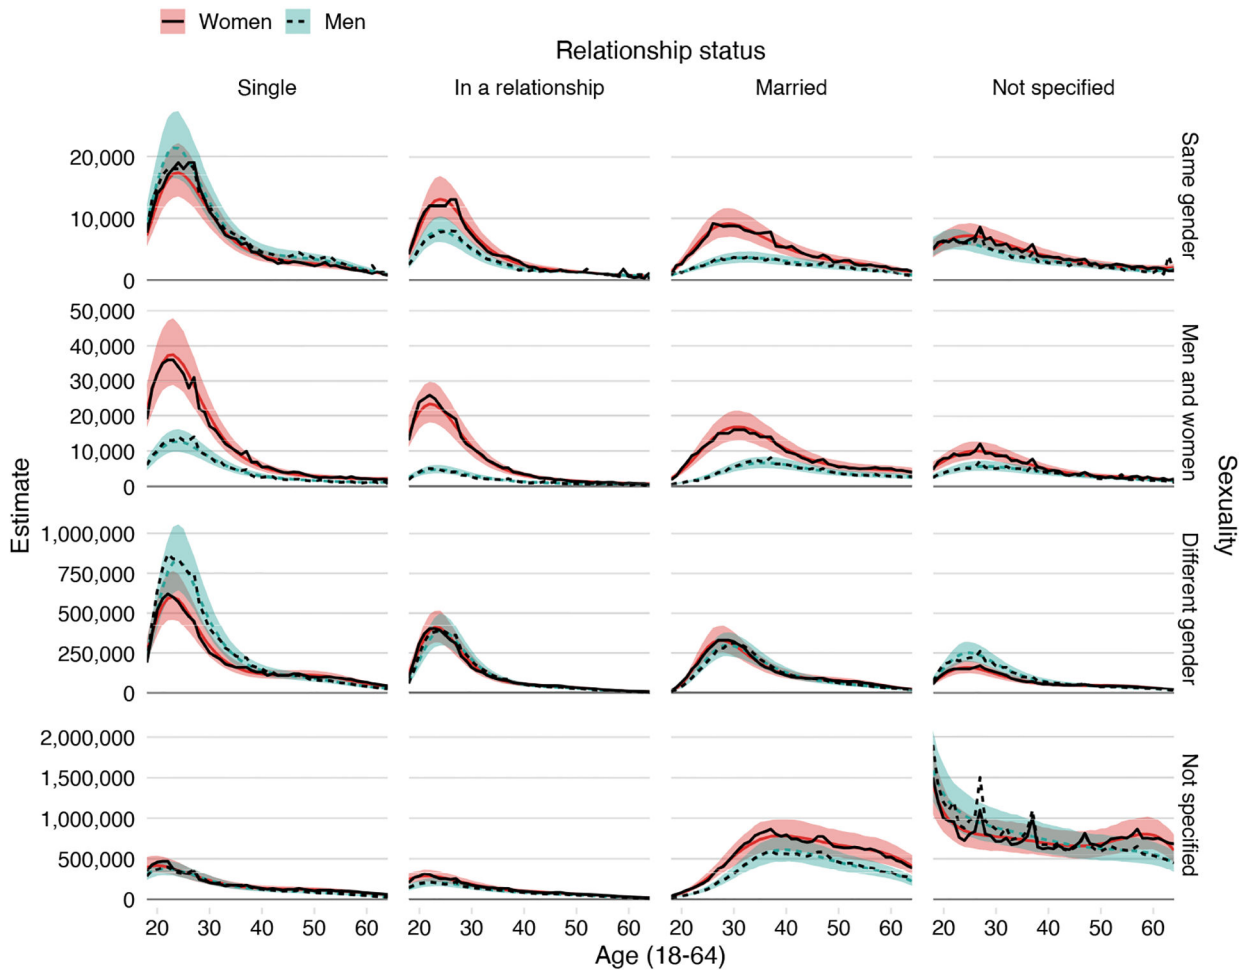 Women Men
Relationship status
Single In a relationship Married Not specified
20,000
10,000
0
Same gender
50,000
40,000
30,000
20,000
10,000
0
Men and women
1,000,000
750,000
500,000
250,000
0
Different gender
2,000,000
1,500,000
1,000,000
500,000
0
Not specified
Estimate
Sexuality
20 30 40 50 60 20 30 40 50 60 20 30 40 50 60 20 30 40 50 60
Age (18-64)